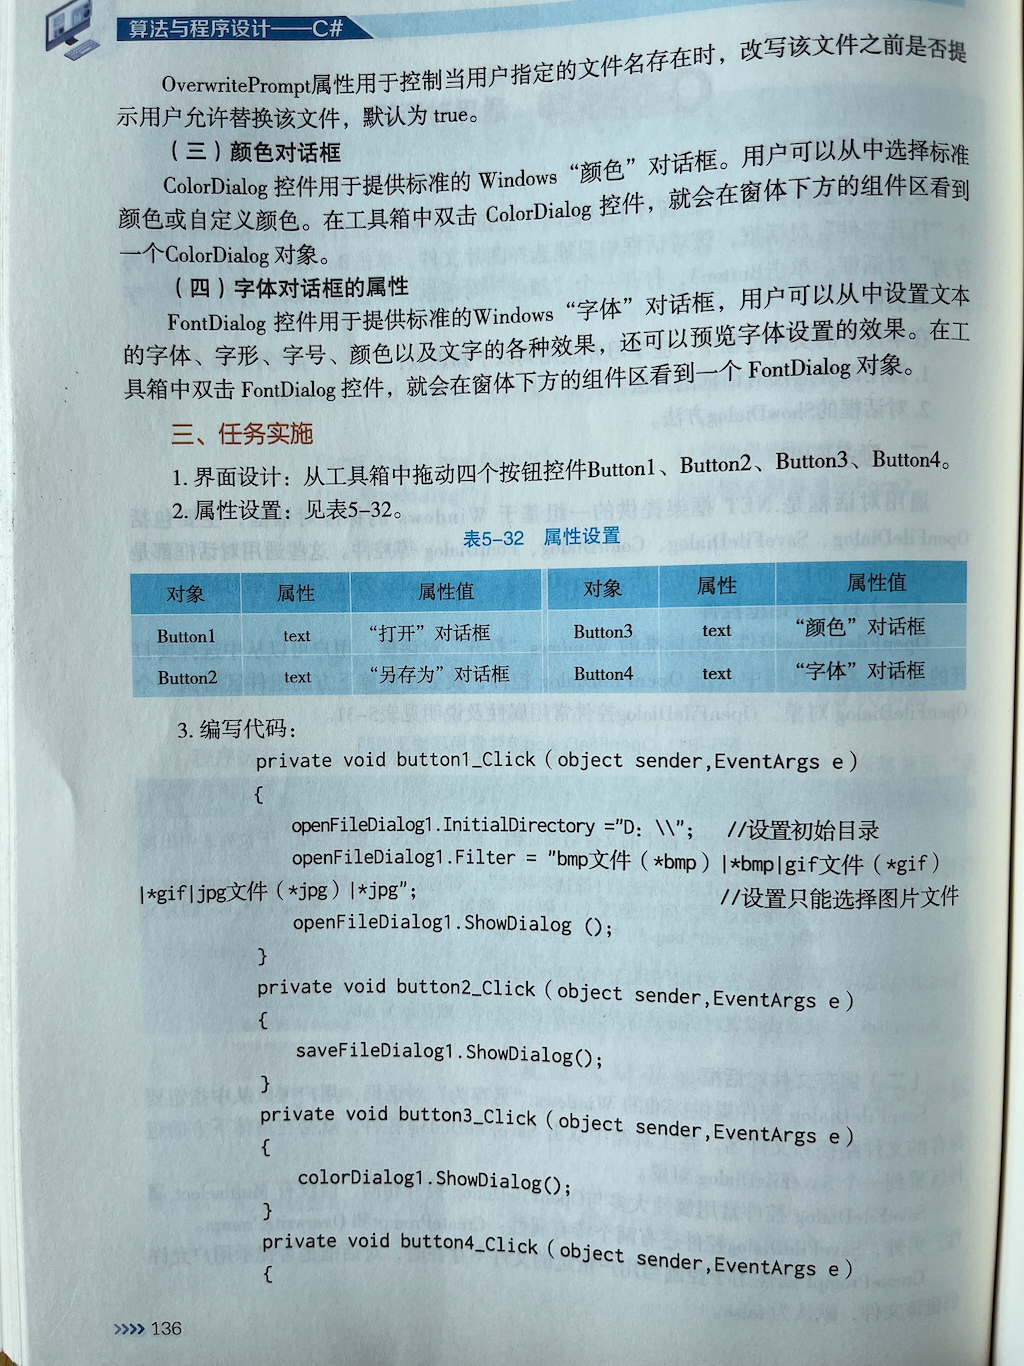 算法与程序设计——C#
OverwritePrompt属性用于控制当用户指定的文件名存在时，改写该文件之前是否提
示用户允许替换该文件，默认为 true。
（三）颜色对话框
ColorDialog 控件用于提供标准的 Windows “颜色” 对话框。用户可以从中选择标准
颜色或自定义颜色。在工具箱中双击 ColorDialog 控件，就会在窗体下方的组件区看到
一个ColorDialog 对象。
（四）字体对话框的属性
FontDialog 控件用于提供标准的Windows “字体” 对话框，用户可以从中设置文本
的字体、字形、字号、颜色以及文字的各种效果，还可以预览字体设置的效果。在工
具箱中双击 FontDialog 控件，就会在窗体下方的组件区看到一个 FontDialog 对象。
三、任务实施
1. 界面设计：从工具箱中拖动四个按钮控件Button1、Button2、Button3、Button4。
2. 属性设置：见表5-32。
表5-32 属性设置
对象 属性 属性值 对象 属性 属性值
Button1 text “打开” 对话框 Button3 text “颜色” 对话框
Button2 text “另存为” 对话框 Button4 text “字体” 对话框
3. 编写代码：
private void button1_Click（object sender,EventArgs e）
{
openFileDialog1.InitialDirectory ="D：\\"; //设置初始目录
openFileDialog1.Filter = "bmp文件（*bmp）|*bmp|gif文件（*gif）
|*gif|jpg文件（*jpg）|*jpg"; //设置只能选择图片文件
openFileDialog1.ShowDialog ();
}
private void button2_Click（object sender,EventArgs e）
{
saveFileDialog1.ShowDialog();
}
private void button3_Click（object sender,EventArgs e）
{
colorDialog1.ShowDialog();
}
private void button4_Click（object sender,EventArgs e）
{
›››› 136